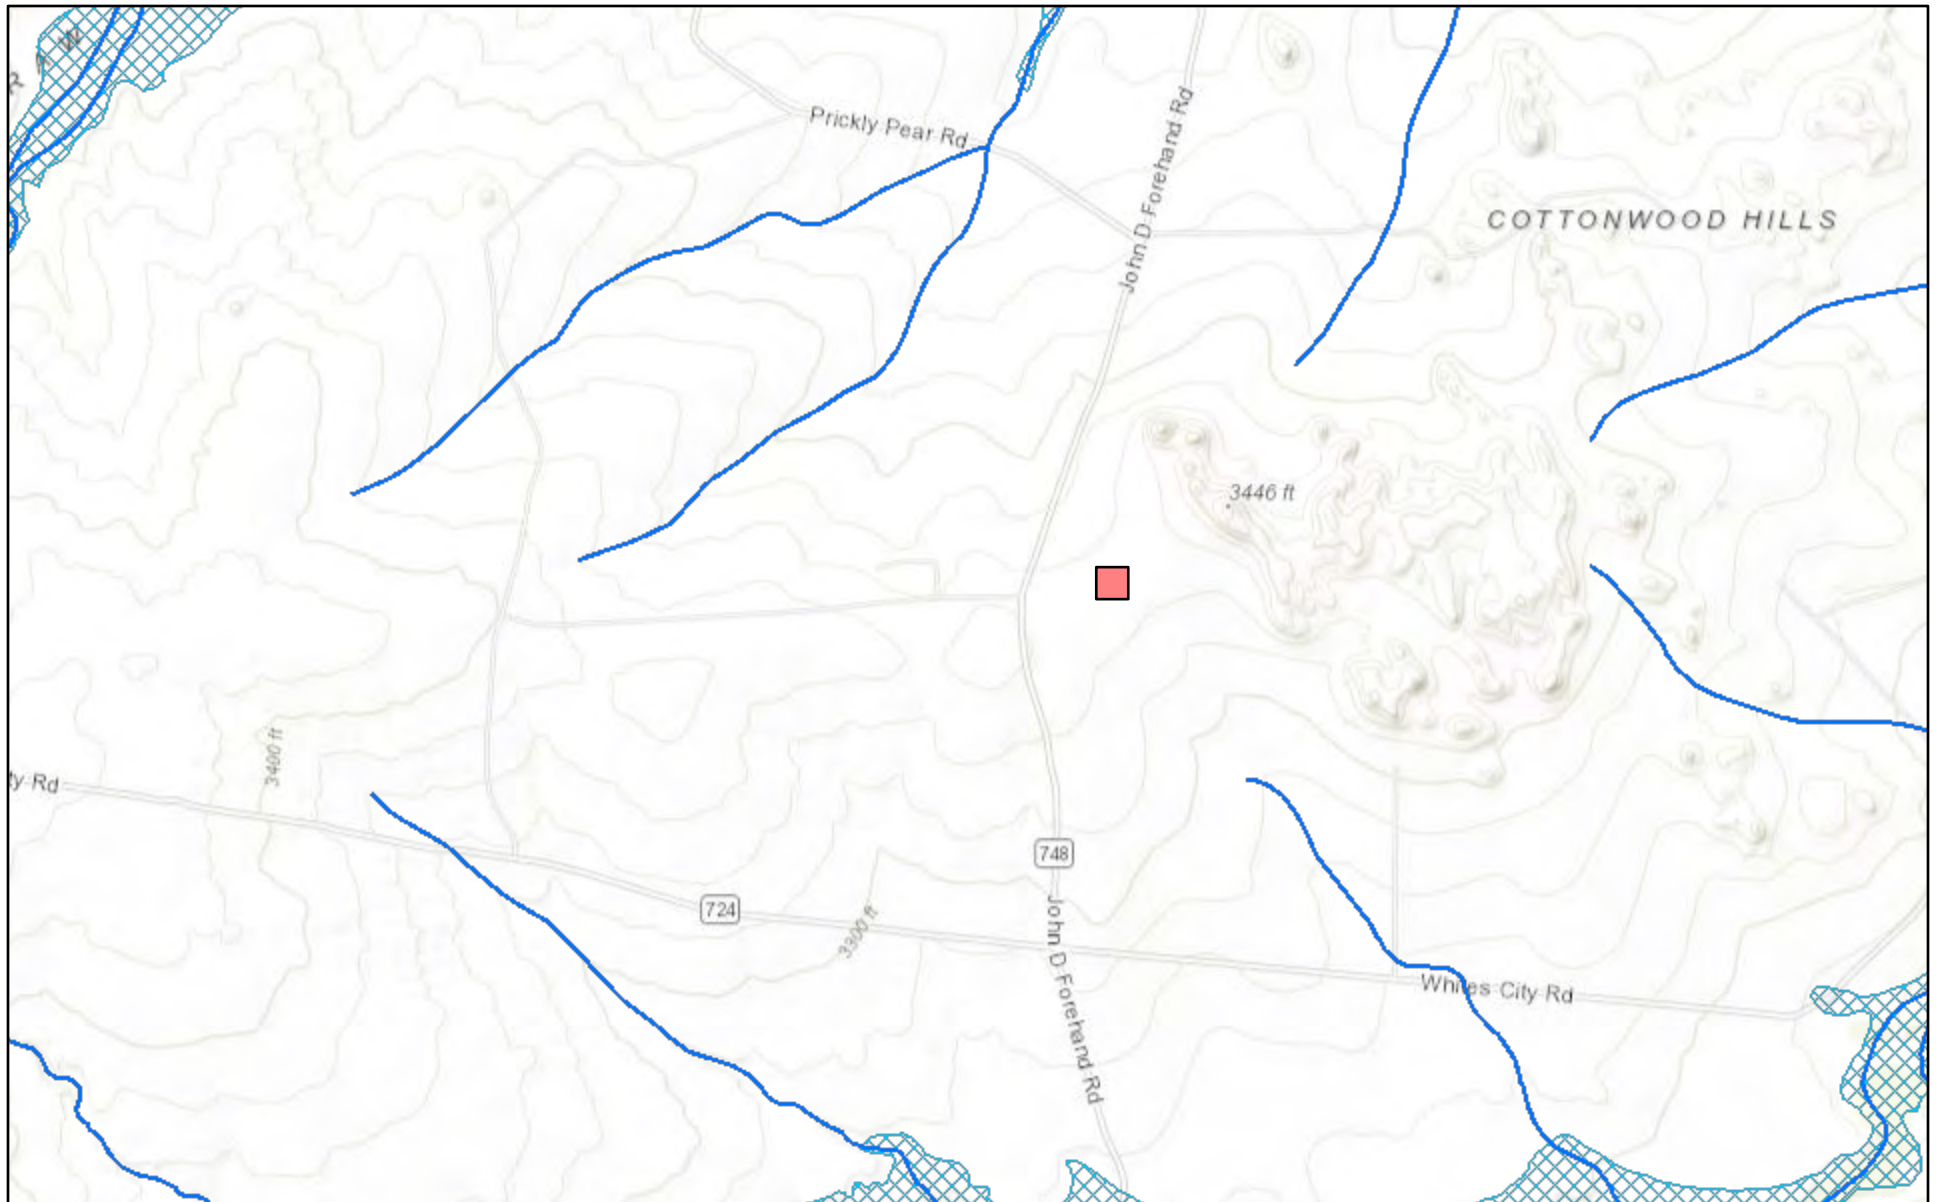 R A W
Prickly Pear Rd
John D Forehand Rd
COTTONWOOD HILLS
3446 ft
3400 ft
ty Rd
748
724
3300 ft
John D Forehand Rd
Whites City Rd